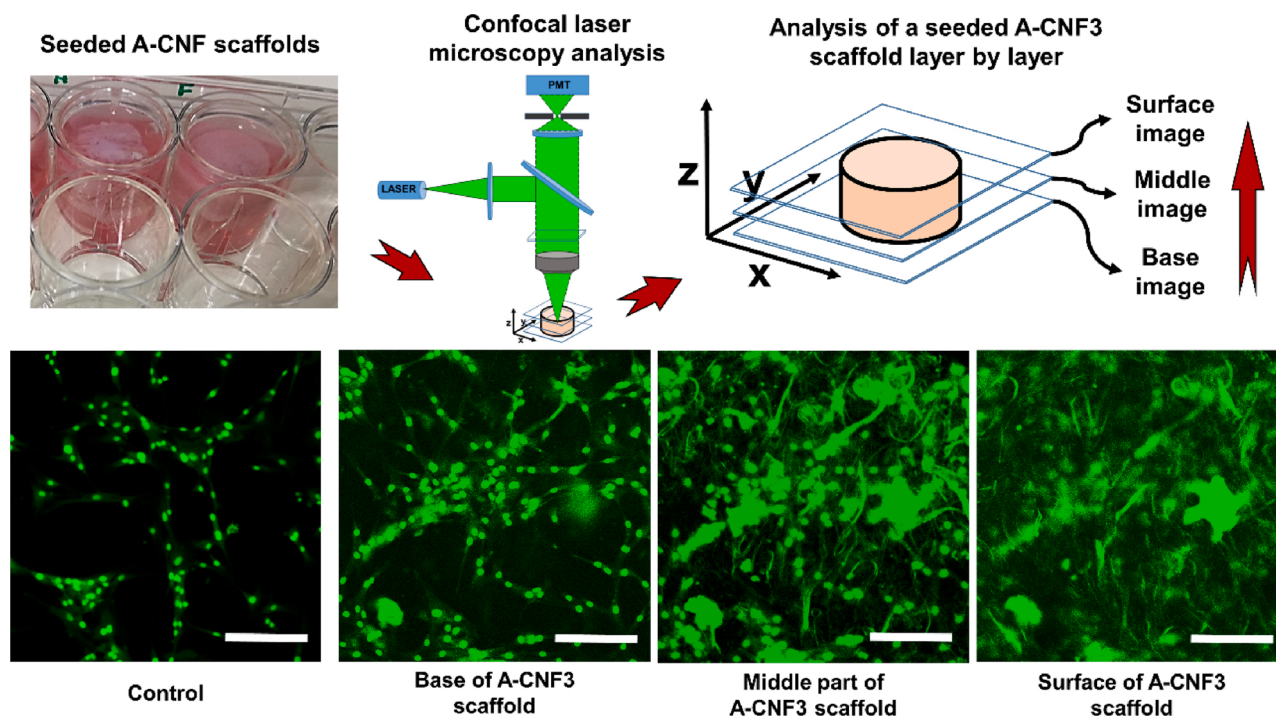 Seeded A-CNF scaffolds
Confocal laser
microscopy analysis
Analysis of a seeded A-CNF3
scaffold layer by layer
PMT
LASER
z
y
x
z
y
x
Surface
image
Middle
image
Base
image
Control
Base of A-CNF3
scaffold
Middle part of
A-CNF3 scaffold
Surface of A-CNF3
scaffold